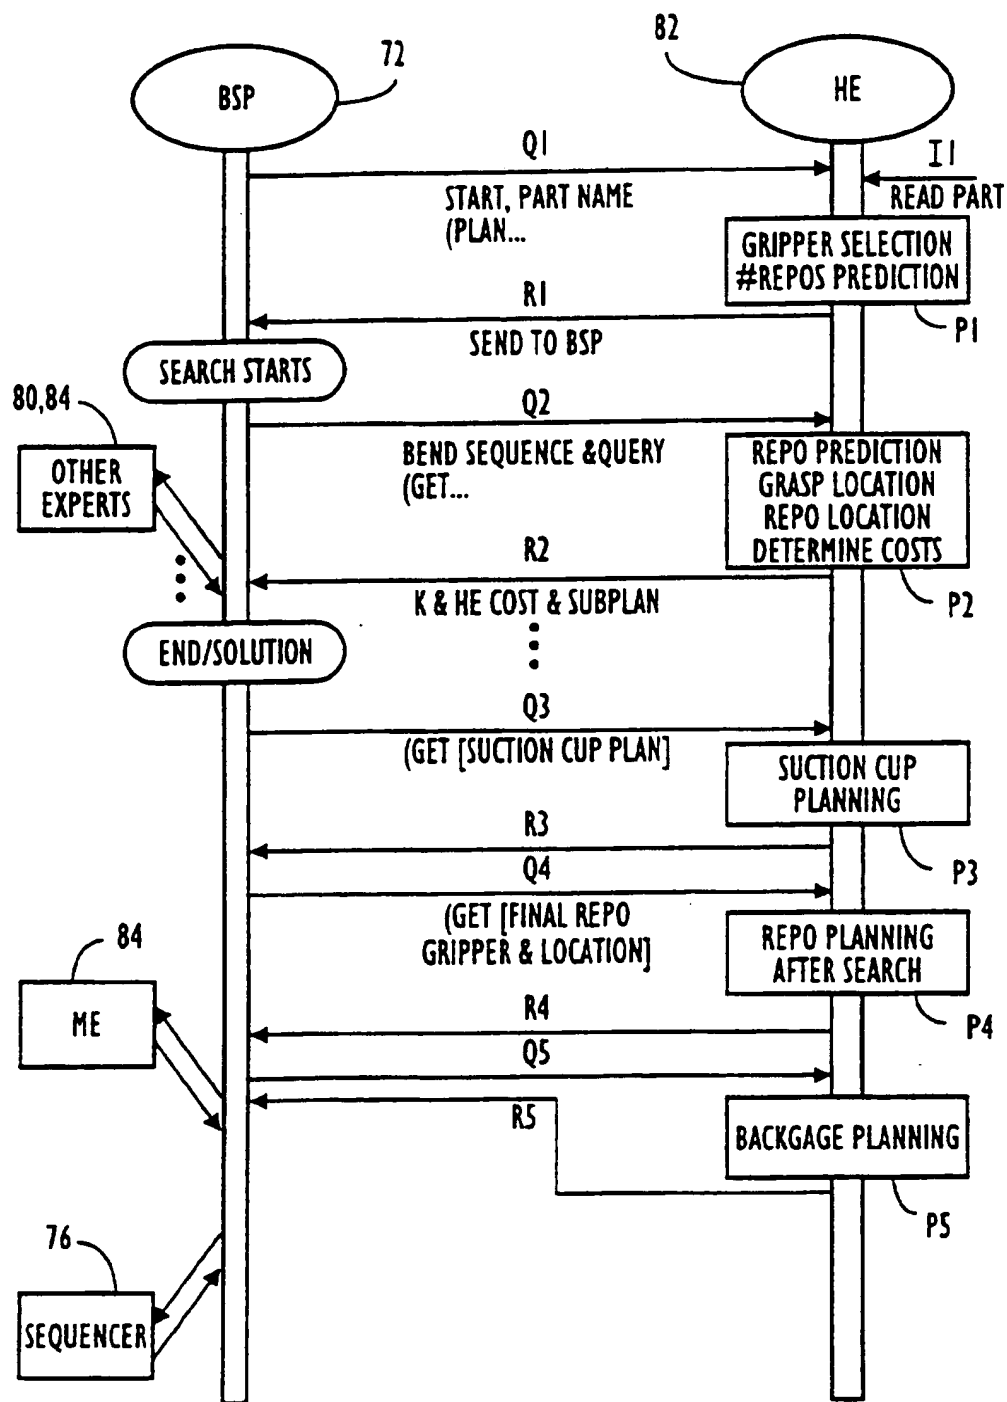 72
82
BSP
HE
Q1
I1
START, PART NAME
(PLAN...
READ PART
GRIPPER SELECTION
#REPOS PREDICTION
R1
P1
SEND TO BSP
SEARCH STARTS
80,84
Q2
OTHER
EXPERTS
BEND SEQUENCE &QUERY
(GET...
REPO PREDICTION
GRASP LOCATION
REPO LOCATION
DETERMINE COSTS
R2
K & HE COST & SUBPLAN
P2
END/SOLUTION
Q3
(GET [SUCTION CUP PLAN]
SUCTION CUP
PLANNING
R3
P3
Q4
(GET [FINAL REPO
GRIPPER & LOCATION]
REPO PLANNING
AFTER SEARCH
84
ME
R4
P4
Q5
R5
BACKGAGE PLANNING
P5
76
SEQUENCER